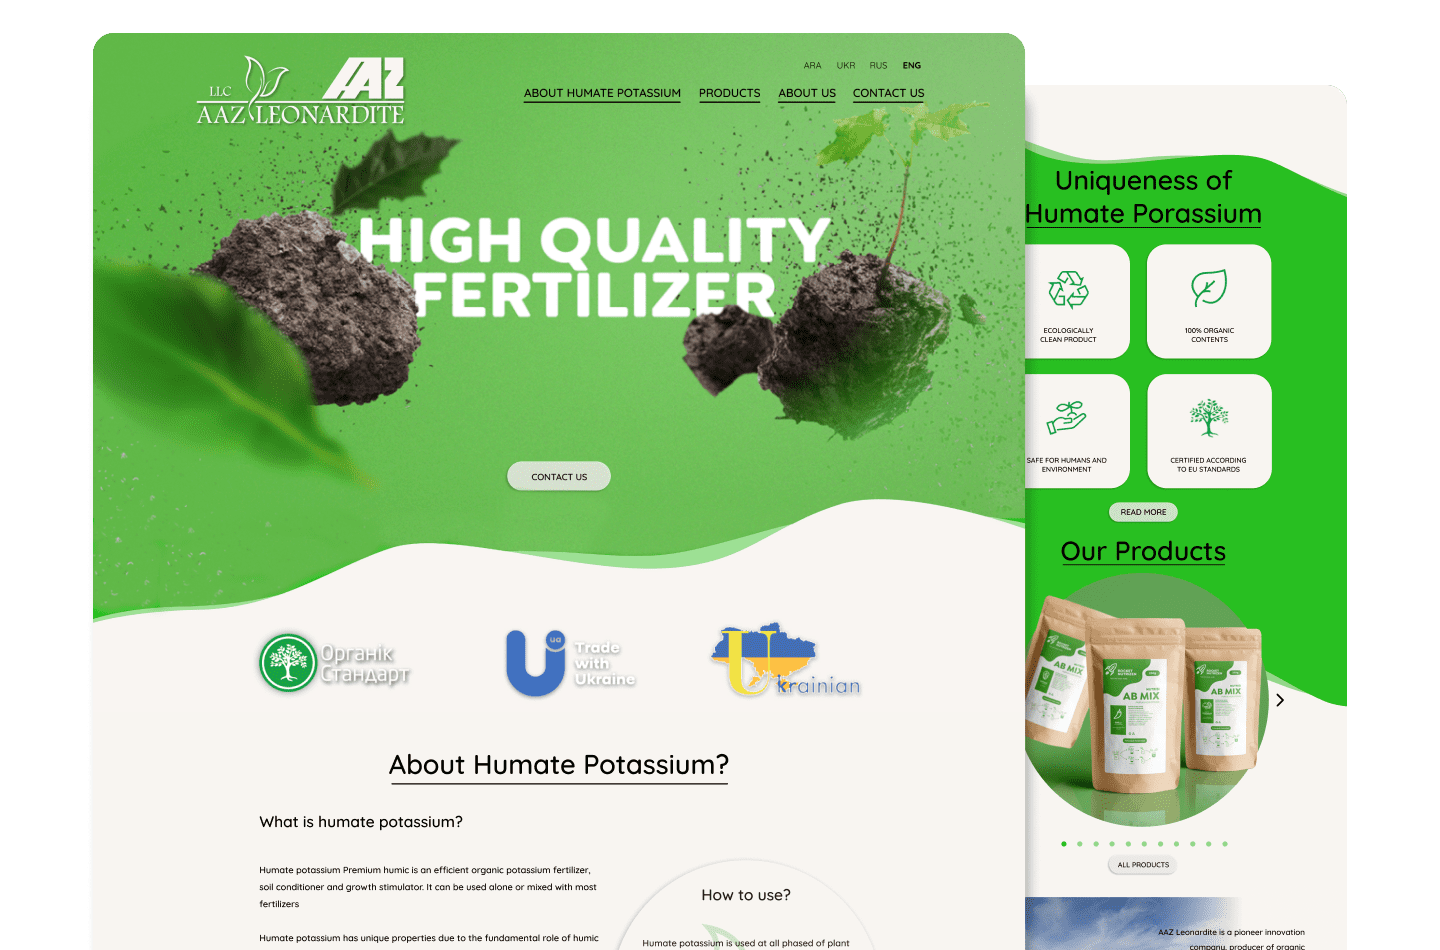 LLC
AAZ LEONARDITE
AAZ
ARA UKR RUS ENG
ABOUT HUMATE POTASSIUM PRODUCTS ABOUT US CONTACT US
HIGH QUALITY
FERTILIZER
CONTACT US
Органік
Стандарт
ua
Trade
with
Ukraine
Ukrainian
About Humate Potassium?
What is humate potassium?
Humate potassium Premium humic is an efficient organic potassium fertilizer,
soil conditioner and growth stimulator. It can be used alone or mixed with most
fertilizers
Humate potassium has unique properties due to the fundamental role of humic
How to use?
Humate potassium is used at all phased of plant
Uniqueness of
Humate Porassium
ECOLOGICALLY
CLEAN PRODUCT
100% ORGANIC
CONTENTS
SAFE FOR HUMANS AND
ENVIRONMENT
CERTIFIED ACCORDING
TO EU STANDARDS
READ MORE
Our Products
AB MIX
AB MIX
AB MIX
ALL PRODUCTS
AAZ Leonardite is a pioneer innovation
company, producer of organic